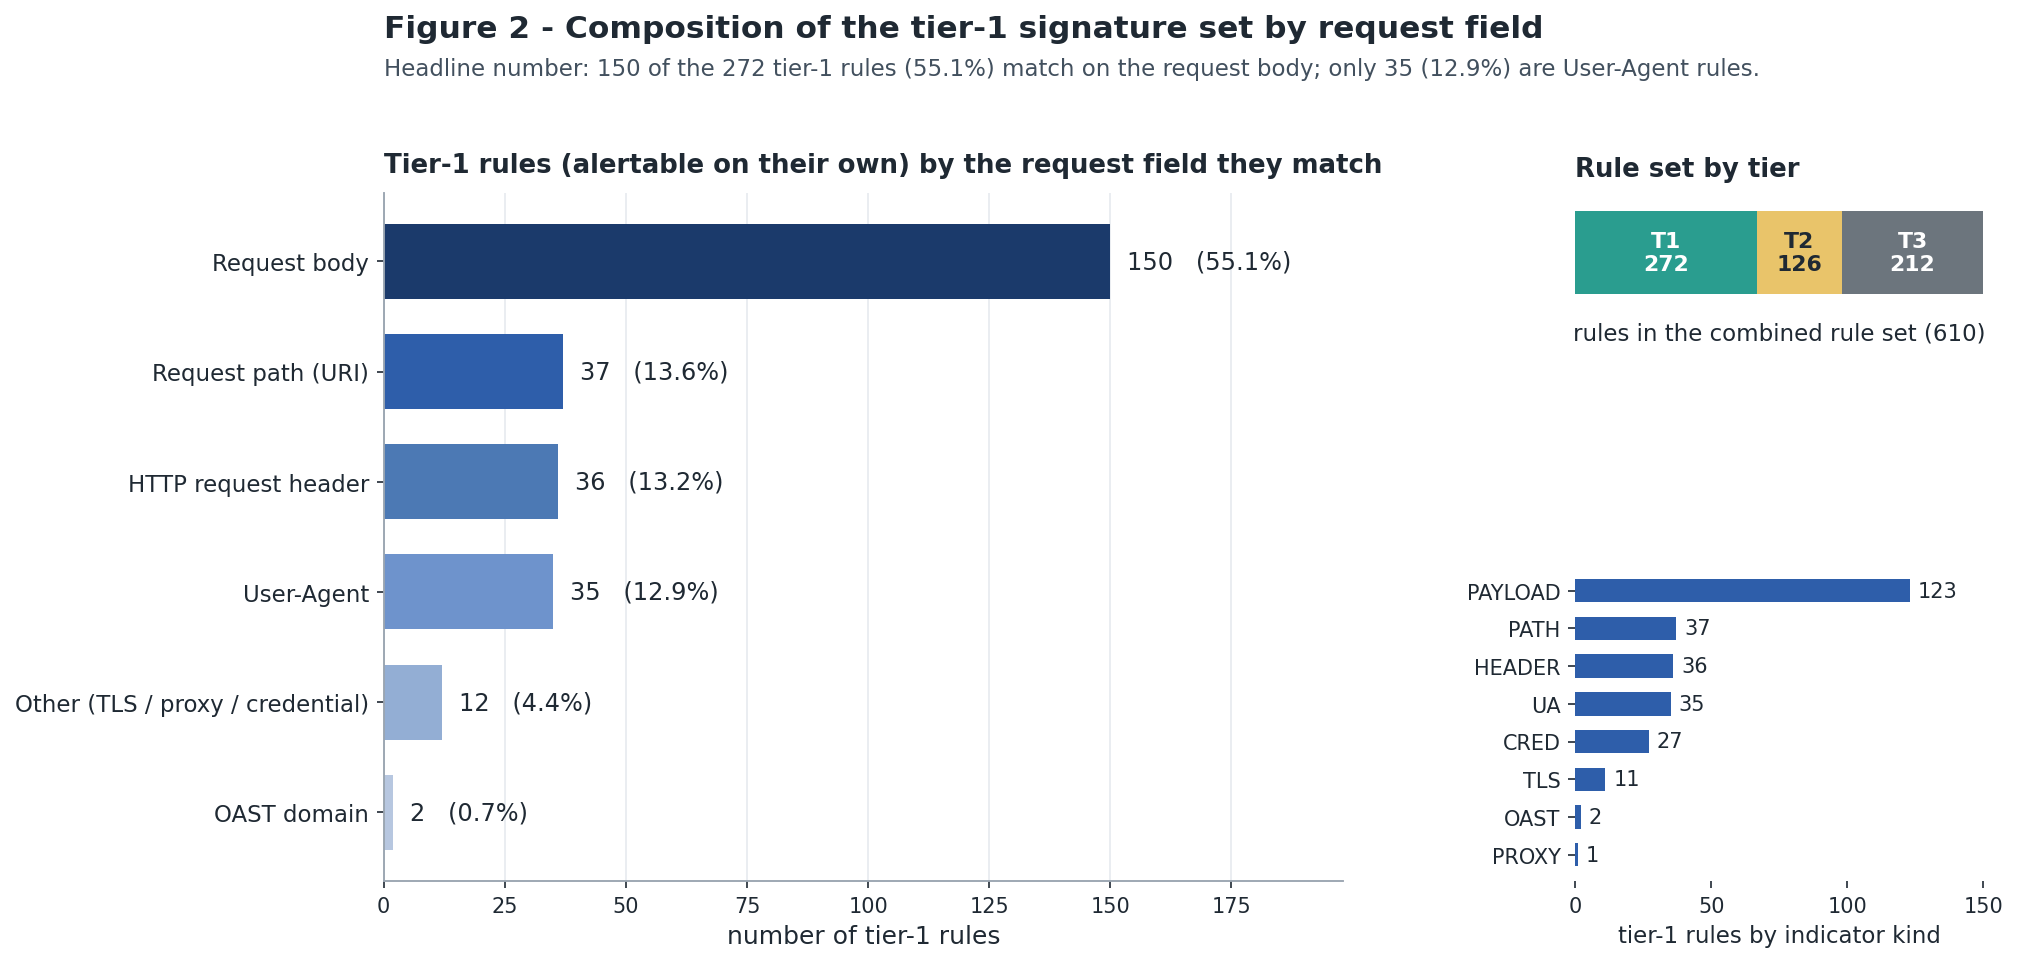 Figure 2 - Composition of the tier-1 signature set by request field
Headline number: 150 of the 272 tier-1 rules (55.1%) match on the request body; only 35 (12.9%) are User-Agent rules.
Tier-1 rules (alertable on their own) by the request field they match
Request body
150 (55.1%)
Request path (URI)
37 (13.6%)
HTTP request header
36 (13.2%)
User-Agent
35 (12.9%)
Other (TLS / proxy / credential)
12 (4.4%)
OAST domain
2 (0.7%)
0 25 50 75 100 125 150 175
number of tier-1 rules
Rule set by tier
T1 T2 T3
272 126 212
rules in the combined rule set (610)
PAYLOAD 123
PATH 37
HEADER 36
UA 35
CRED 27
TLS 11
OAST 2
PROXY 1
0 50 100 150
tier-1 rules by indicator kind